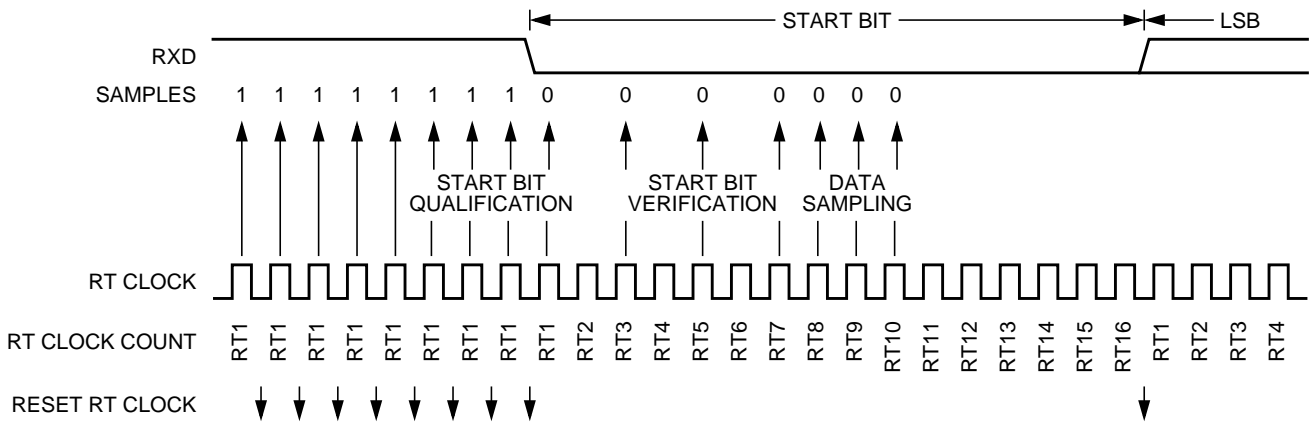 START BIT LSB
RXD
SAMPLES 1 1 1 1 1 1 1 1 0 0 0 0 0 0 0
START BIT QUALIFICATION
START BIT VERIFICATION
DATA SAMPLING
RT CLOCK
RT CLOCK COUNT RT1 RT1 RT1 RT1 RT1 RT1 RT1 RT1 RT1 RT2 RT3 RT4 RT5 RT6 RT7 RT8 RT9 RT10 RT11 RT12 RT13 RT14 RT15 RT16 RT1 RT2 RT3 RT4
RESET RT CLOCK